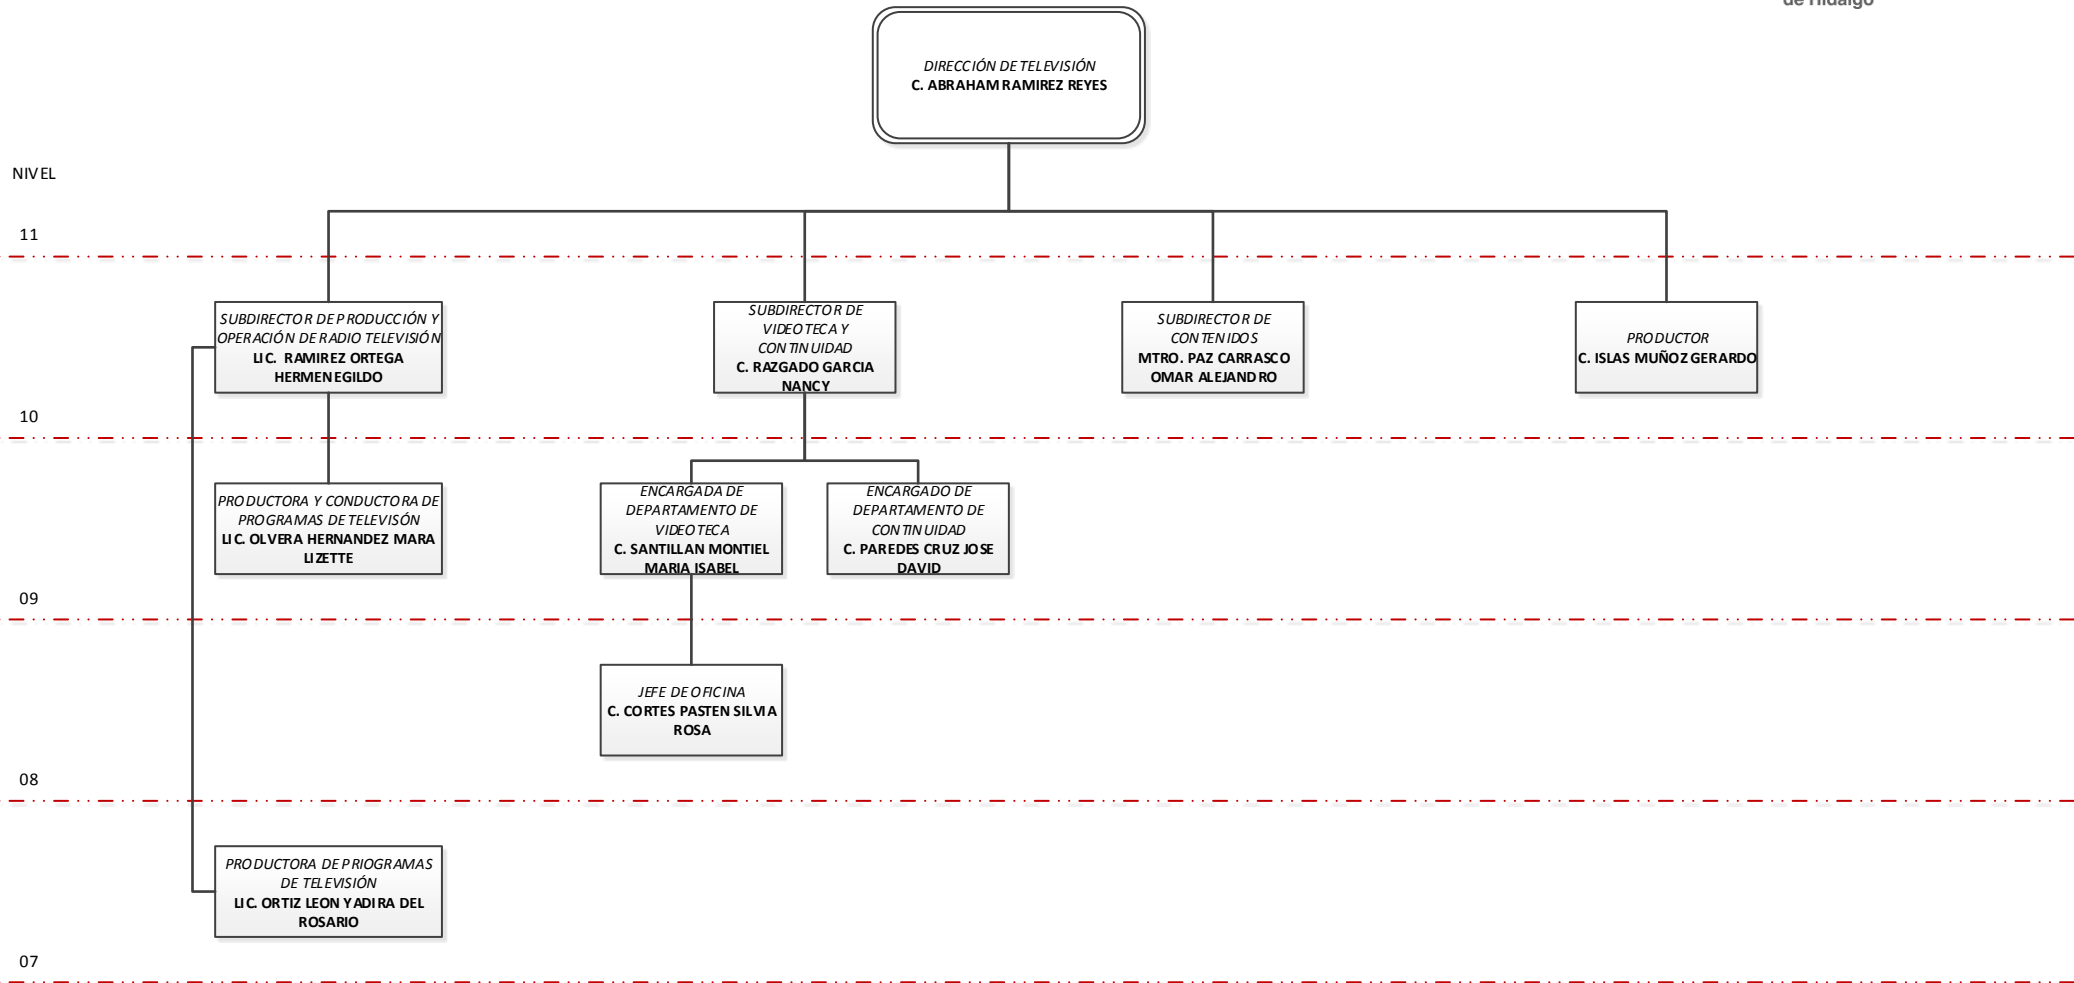 de Hidalgo
DIRECCIÓN DE TELEVISIÓN
C. ABRAHAM RAMIREZ REYES
NIVEL
11
SUBDIRECTOR DE PRODUCCIÓN Y
OPERACIÓN DE RADIO TELEVISIÓN
LIC. RAMIREZ ORTEGA
HERMENEGILDO
SUBDIRECTOR DE
VIDEOTECA Y
CONTINUIDAD
C. RAZGADO GARCIA
NANCY
SUBDIRECTOR DE
CONTENIDOS
MTRO. PAZ CARRASCO
OMAR ALEJANDRO
PRODUCTOR
C. ISLAS MUÑOZ GERARDO
10
PRODUCTORA Y CONDUCTORA DE
PROGRAMAS DE TELEVISÓN
LIC. OLVERA HERNANDEZ MARA
LIZETTE
ENCARGADA DE
DEPARTAMENTO DE
VIDEOTECA
C. SANTILLAN MONTIEL
MARIA ISABEL
ENCARGADO DE
DEPARTAMENTO DE
CONTINUIDAD
C. PAREDES CRUZ JOSE
DAVID
09
JEFE DE OFICINA
C. CORTES PASTEN SILVIA
ROSA
08
PRODUCTORA DE PRIOGRAMAS
DE TELEVISIÓN
LIC. ORTIZ LEON YADIRA DEL
ROSARIO
07